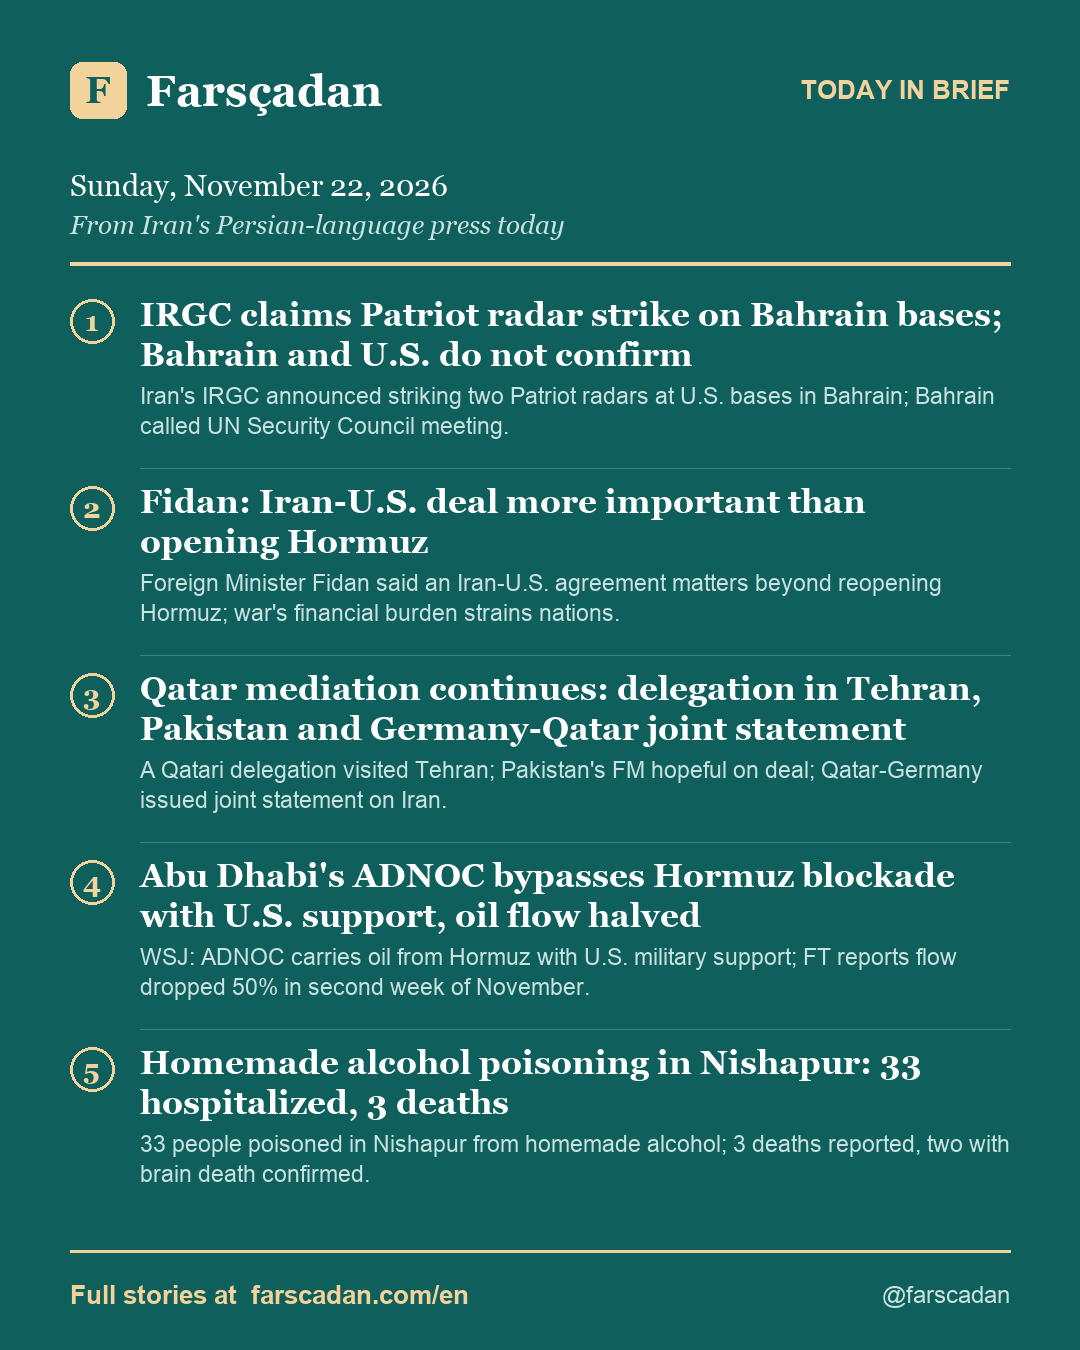 F Farsçadan
TODAY IN BRIEF
Sunday, November 22, 2026
From Iran's Persian-language press today
1
IRGC claims Patriot radar strike on Bahrain bases;
Bahrain and U.S. do not confirm
Iran's IRGC announced striking two Patriot radars at U.S. bases in Bahrain; Bahrain
called UN Security Council meeting.
2
Fidan: Iran-U.S. deal more important than
opening Hormuz
Foreign Minister Fidan said an Iran-U.S. agreement matters beyond reopening
Hormuz; war's financial burden strains nations.
3
Qatar mediation continues: delegation in Tehran,
Pakistan and Germany-Qatar joint statement
A Qatari delegation visited Tehran; Pakistan's FM hopeful on deal; Qatar-Germany
issued joint statement on Iran.
4
Abu Dhabi's ADNOC bypasses Hormuz blockade
with U.S. support, oil flow halved
WSJ: ADNOC carries oil from Hormuz with U.S. military support; FT reports flow
dropped 50% in second week of November.
5
Homemade alcohol poisoning in Nishapur: 33
hospitalized, 3 deaths
33 people poisoned in Nishapur from homemade alcohol; 3 deaths reported, two with
brain death confirmed.
Full stories at farscadan.com/en
@farscadan